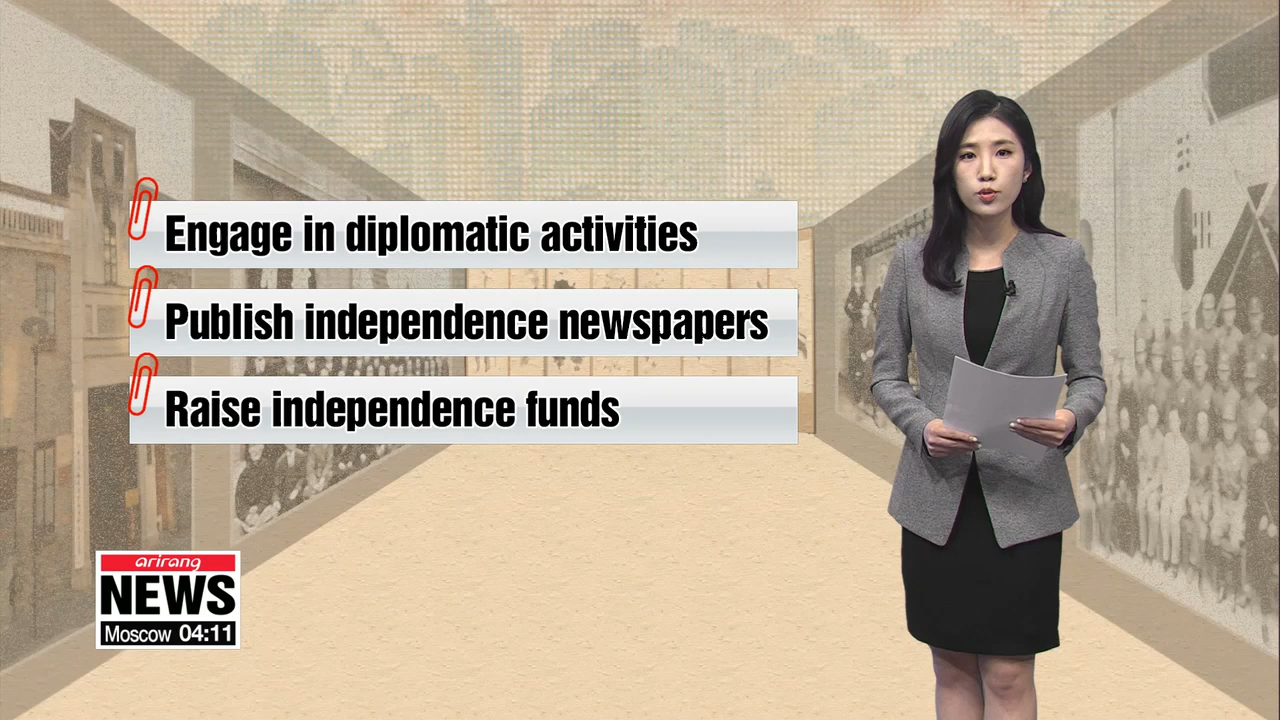 Engage in diplomatic activities
Publish independence newspapers
Raise independence funds
arirang
NEWS
Moscow 04:11